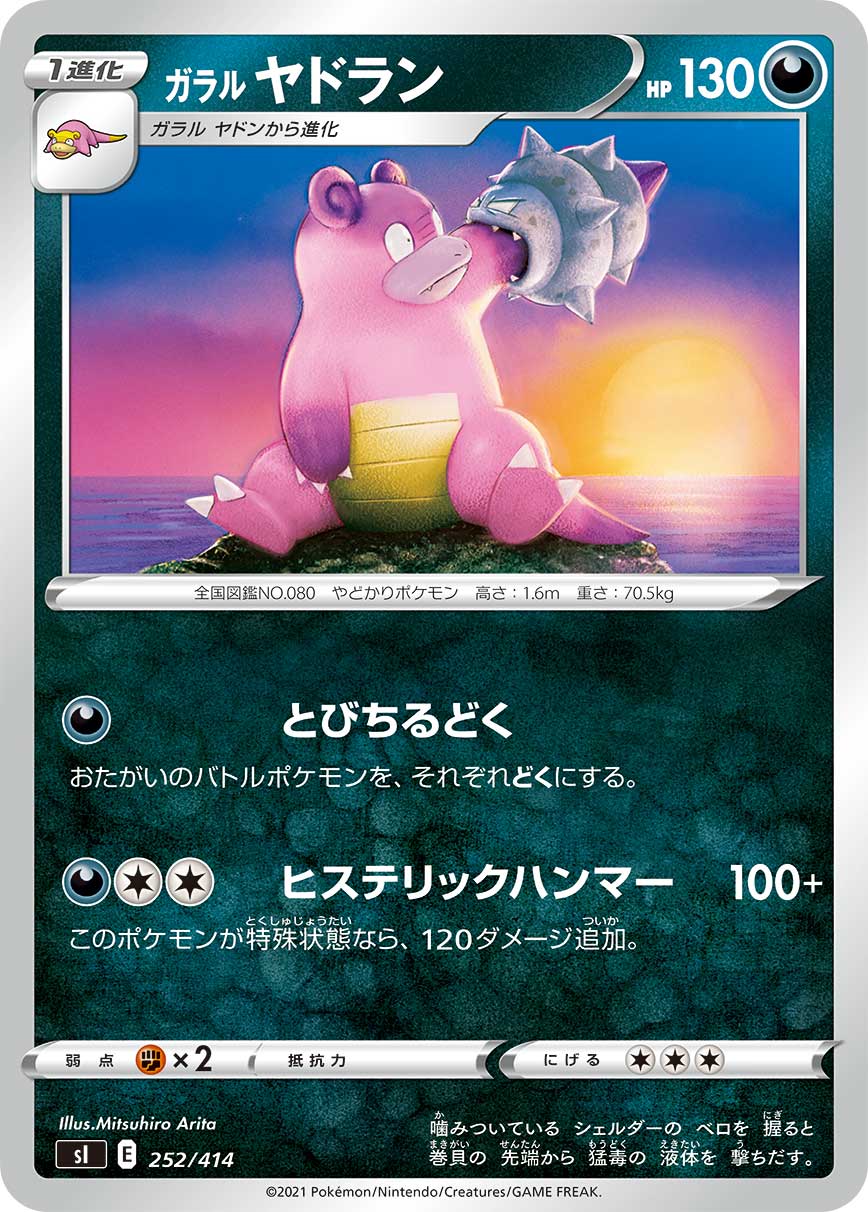 1進化
ガラル ヤドラン
HP 130
ガラル ヤドンから進化
全国図鑑NO.080 やどかりポケモン 高さ：1.6m 重さ：70.5kg
とびちるどく
おたがいのバトルポケモンを、それぞれどくにする。
ヒステリックハンマー 100+
このポケモンが特殊状態なら、120ダメージ追加。
弱点 ×2 抵抗力 にげる
Illus.Mitsuhiro Arita
sI E 252/414
噛みついている シェルダーの ベロを 握ると
巻貝の 先端から 猛毒の 液体を 撃ちだす。
©2021 Pokémon/Nintendo/Creatures/GAME FREAK.